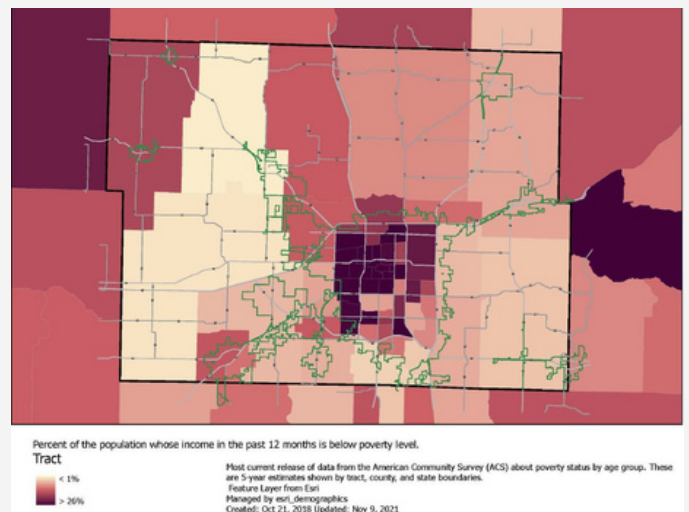 Percent of the population whose income in the past 12 months is below poverty level.
Tract
< 1%
> 26%
Most current release of data from the American Community Survey (ACS) about poverty status by age group. These
are 5-year estimates shown by tract, county, and state boundaries.
Feature Layer from Esri
Managed by esri_demographics
Created: Oct 21, 2018 Updated: Nov 9, 2021